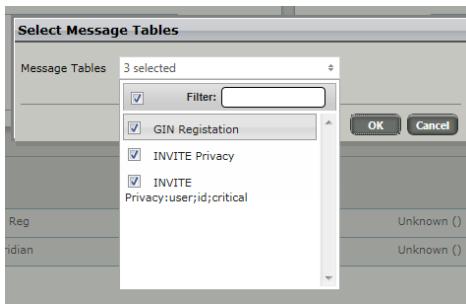 Select Message Tables
Message Tables 3 selected
Filter:
GIN Registation
OK Cancel
INVITE Privacy
INVITE
Privacy:user;id;critical
Reg Unknown ()
idian Unknown ()